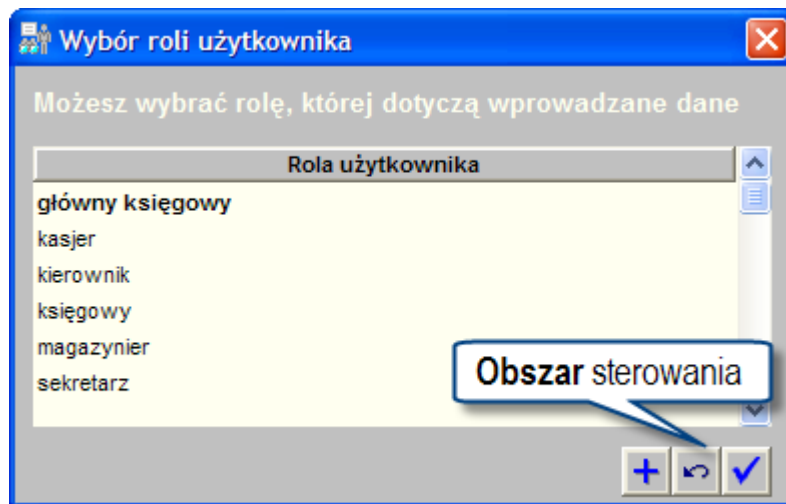 Wybór roli użytkownika
Możesz wybrać rolę, której dotyczą wprowadzane dane
Rola użytkownika
główny księgowy
kasjer
kierownik
księgowy
magazynier
sekretarz
Obszar sterowania